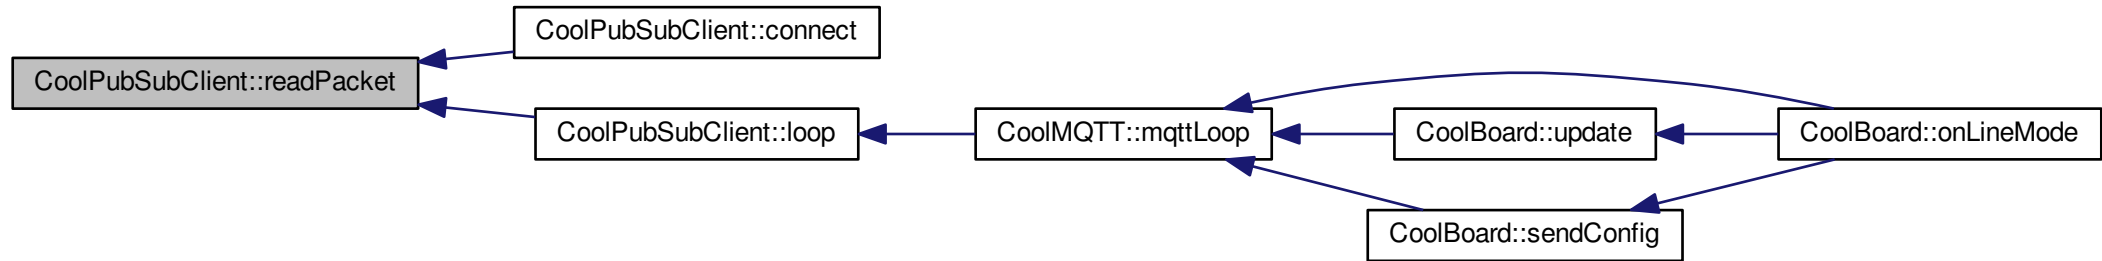 CoolPubSubClient::readPacket
CoolPubSubClient::connect
CoolPubSubClient::loop
CoolMQTT::mqttLoop
CoolBoard::update
CoolBoard::onLineMode
CoolBoard::sendConfig